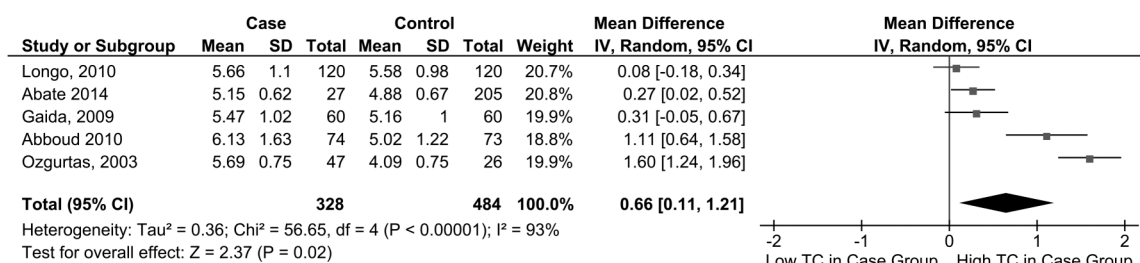 Case Control Mean Difference Mean Difference
Study or Subgroup Mean SD Total Mean SD Total Weight IV, Random, 95% CI IV, Random, 95% CI
Longo, 2010 5.66 1.1 120 5.58 0.98 120 20.7% 0.08 [-0.18, 0.34]
Abate 2014 5.15 0.62 27 4.88 0.67 205 20.8% 0.27 [0.02, 0.52]
Gaida, 2009 5.47 1.02 60 5.16 1 60 19.9% 0.31 [-0.05, 0.67]
Abboud 2010 6.13 1.63 74 5.02 1.22 73 18.8% 1.11 [0.64, 1.58]
Ozgurtas, 2003 5.69 0.75 47 4.09 0.75 26 19.9% 1.60 [1.24, 1.96]
Total (95% CI) 328 484 100.0% 0.66 [0.11, 1.21]
Heterogeneity: Tau² = 0.36; Chi² = 56.65, df = 4 (P < 0.00001); I² = 93%
Test for overall effect: Z = 2.37 (P = 0.02)
-2 -1 0 1 2
Low TC in Case Group High TC in Case Group